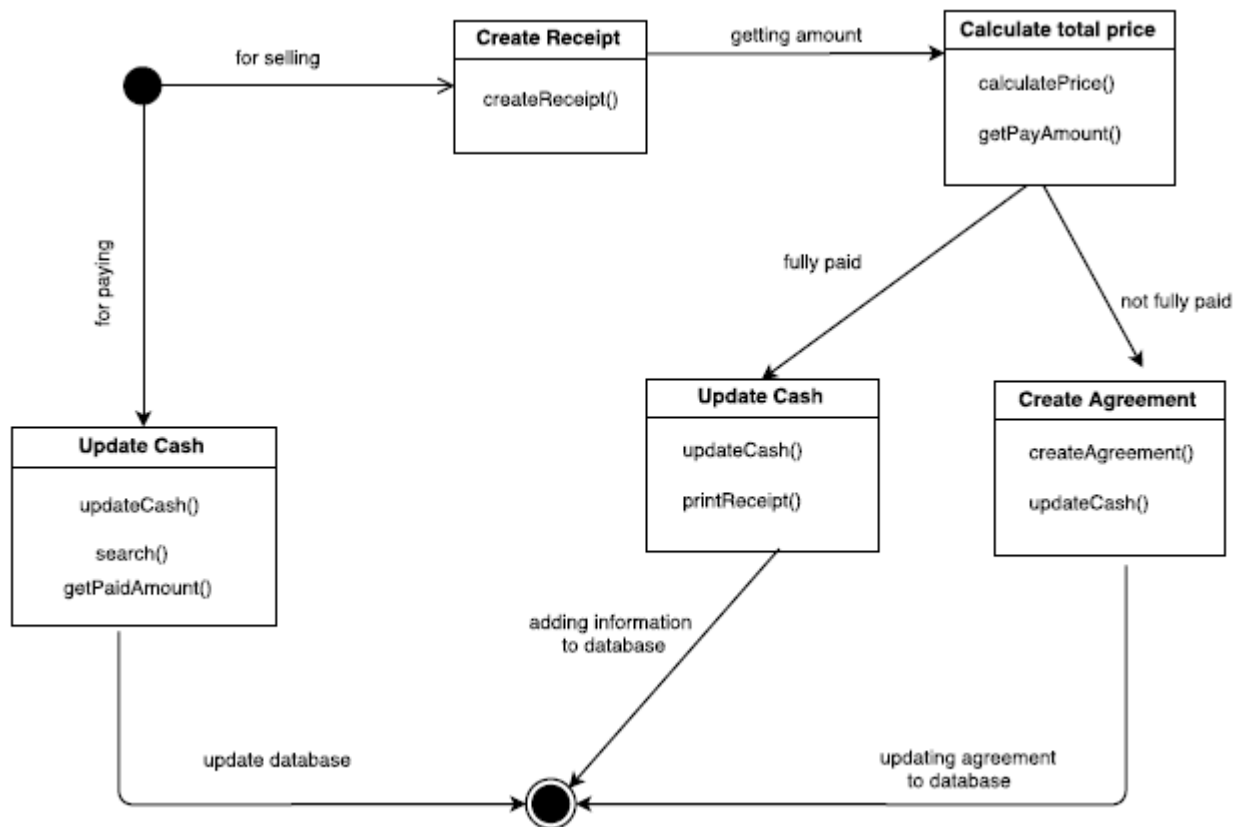 Create Receipt
createReceipt()
for selling
getting amount
Calculate total price
calculatePrice()
getPayAmount()
for paying
fully paid
not fully paid
Update Cash
updateCash()
search()
getPaidAmount()
Update Cash
updateCash()
printReceipt()
Create Agreement
createAgreement()
updateCash()
adding information
to database
update database
updating agreement
to database